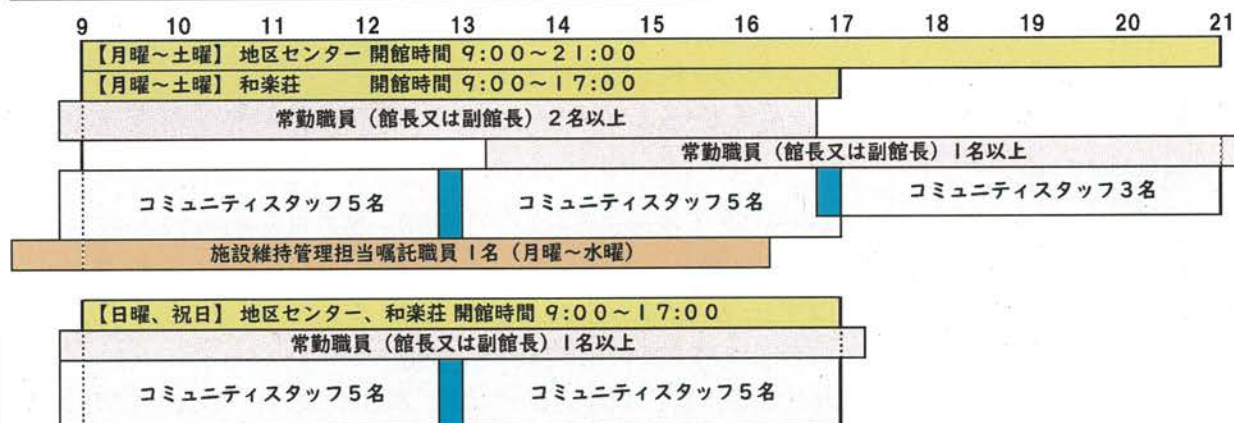 9 10 11 12 13 14 15 16 17 18 19 20 21
【月曜～土曜】 地区センター 開館時間 9:00～21:00
【月曜～土曜】 和楽荘 開館時間 9:00～17:00
常勤職員（館長又は副館長）2名以上
常勤職員（館長又は副館長）1名以上
コミュニティスタッフ5名 コミュニティスタッフ5名 コミュニティスタッフ3名
施設維持管理担当嘱託職員 1名（月曜～水曜）
【日曜、祝日】 地区センター、和楽荘 開館時間 9:00～17:00
常勤職員（館長又は副館長）1名以上
コミュニティスタッフ5名 コミュニティスタッフ5名